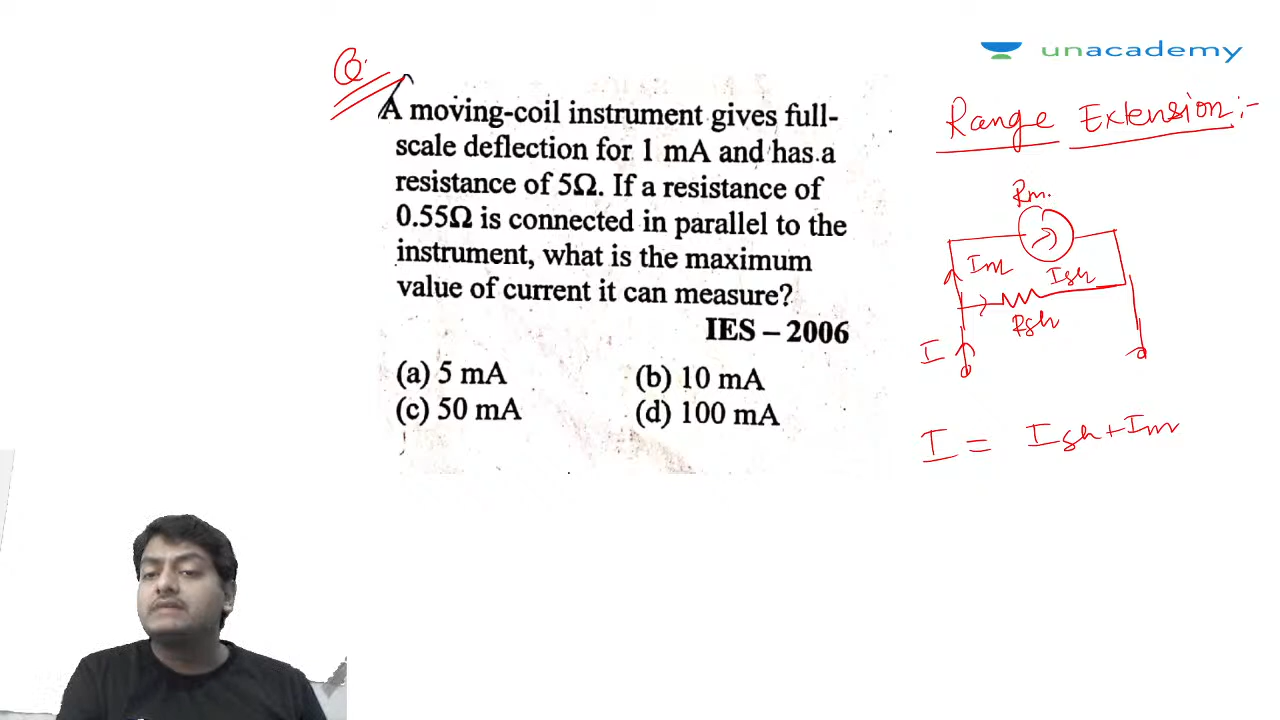 Q.
unacademy
A moving-coil instrument gives full-
scale deflection for 1 mA and has a
resistance of 5Ω. If a resistance of
0.55Ω is connected in parallel to the
instrument, what is the maximum
value of current it can measure?
IES – 2006
(a) 5 mA (b) 10 mA
(c) 50 mA (d) 100 mA
Range Extension:-
Rm.
Im Ish
Rsh
I
I = Ish+Im